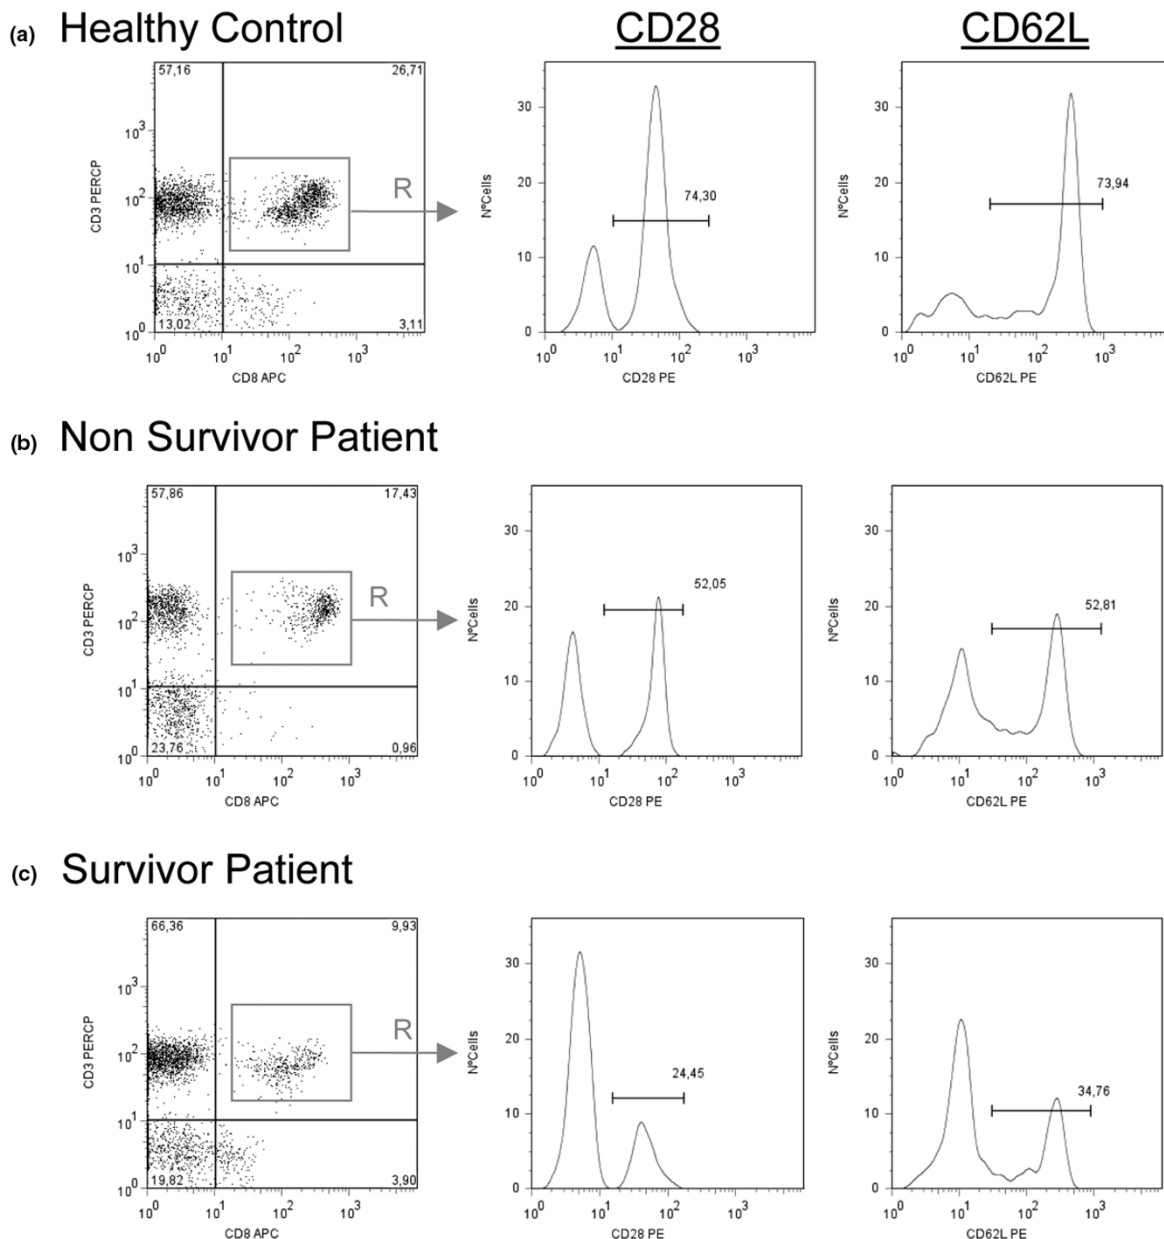 (a) Healthy Control
CD28
CD62L
57,16
26,71
10³
10²
10¹
10⁰
CD3 PERCP
R
13,02
3,11
10⁰ 10¹ 10² 10³
CD8 APC
30
20
10
0
NºCells
74,30
10⁰ 10¹ 10² 10³
CD28 PE
30
20
10
0
NºCells
73,94
10⁰ 10¹ 10² 10³
CD62L PE
(b) Non Survivor Patient
57,86
17,43
10³
10²
10¹
10⁰
CD3 PERCP
R
23,76
0,96
10⁰ 10¹ 10² 10³
CD8 APC
30
20
10
0
NºCells
52,05
10⁰ 10¹ 10² 10³
CD28 PE
30
20
10
0
NºCells
52,81
10⁰ 10¹ 10² 10³
CD62L PE
(c) Survivor Patient
66,36
9,93
10³
10²
10¹
10⁰
CD3 PERCP
R
19,82
3,90
10⁰ 10¹ 10² 10³
CD8 APC
30
20
10
0
NºCells
24,45
10⁰ 10¹ 10² 10³
CD28 PE
30
20
10
0
NºCells
34,76
10⁰ 10¹ 10² 10³
CD62L PE